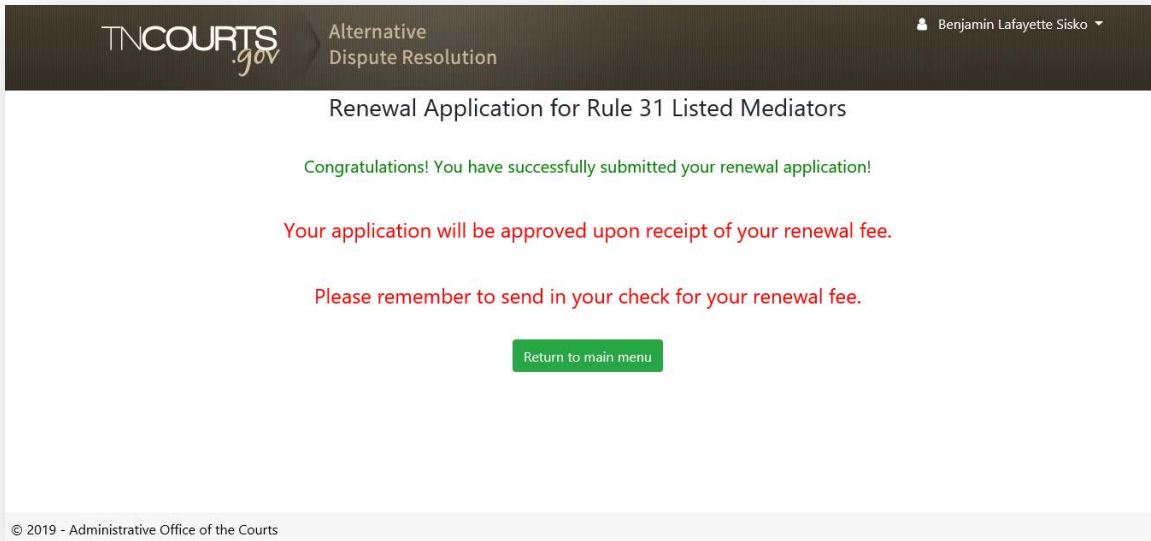 TNCOURTS
.gov
Alternative
Dispute Resolution
Benjamin Lafayette Sisko
Renewal Application for Rule 31 Listed Mediators
Congratulations! You have successfully submitted your renewal application!
Your application will be approved upon receipt of your renewal fee.
Please remember to send in your check for your renewal fee.
Return to main menu
© 2019 - Administrative Office of the Courts